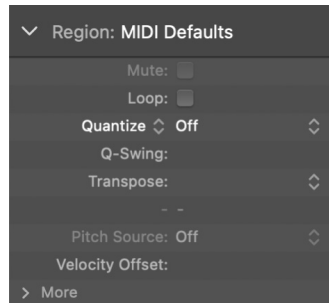 Region: MIDI Defaults
Mute:
Loop:
Quantize Off
Q-Swing:
Transpose:
- -
Pitch Source: Off
Velocity Offset:
More